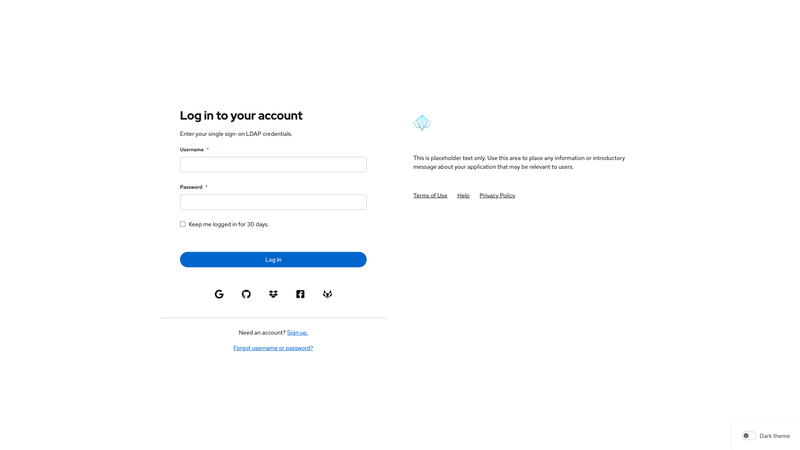 Log in to your account
Enter your single sign-on LDAP credentials.
Username *
Password *
Keep me logged in for 30 days.
Log in
Need an account? Sign up.
Forgot username or password?
This is placeholder text only. Use this area to place any information or introductory
message about your application that may be relevant to users.
Terms of Use Help Privacy Policy
Dark theme